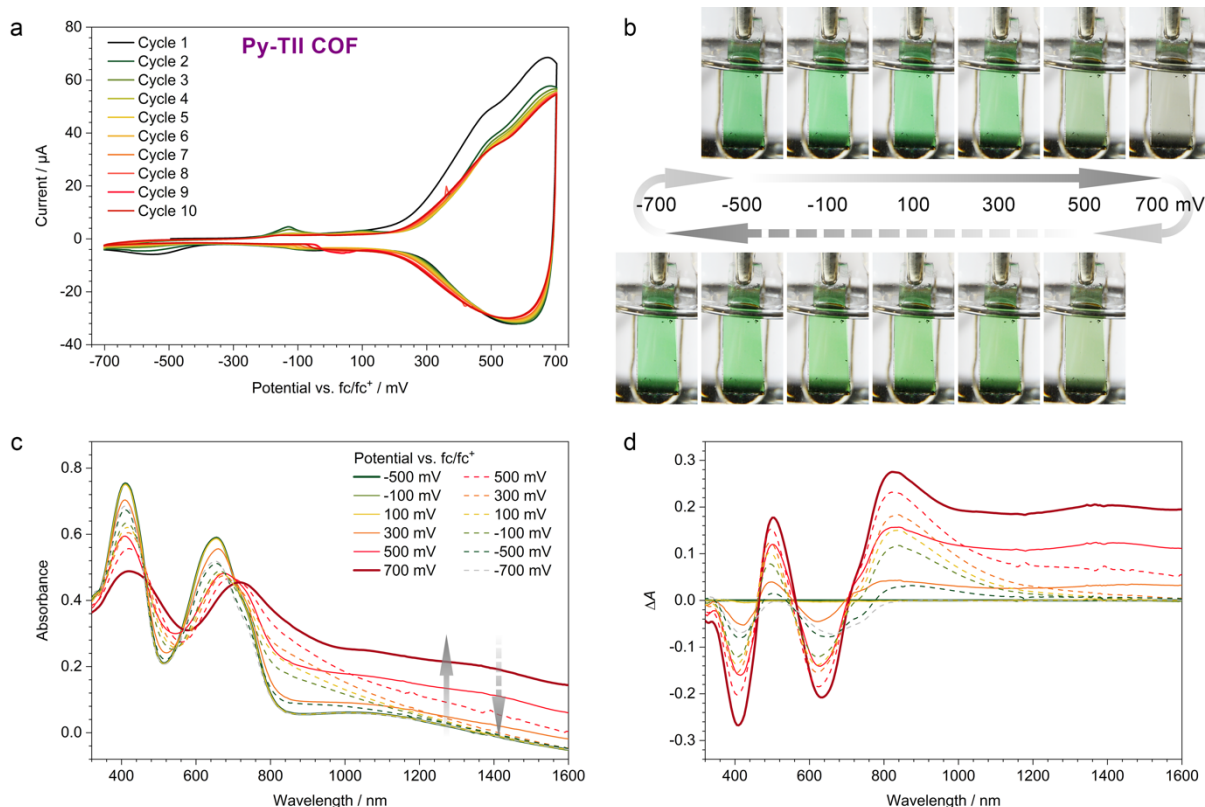 a
Py-TII COF
Cycle 1
Cycle 2
Cycle 3
Cycle 4
Cycle 5
Cycle 6
Cycle 7
Cycle 8
Cycle 9
Cycle 10
80
60
40
20
0
-20
-40
Current / µA
-700 -500 -300 -100 100 300 500 700
Potential vs. fc/fc⁺ / mV
b
-700 -500 -100 100 300 500 700 mV
c
Potential vs. fc/fc⁺
-500 mV 500 mV
-100 mV 300 mV
100 mV 100 mV
300 mV -100 mV
500 mV -500 mV
700 mV -700 mV
0.8
0.6
0.4
0.2
0.0
Absorbance
400 600 800 1000 1200 1400 1600
Wavelength / nm
d
0.3
0.2
0.1
0.0
-0.1
-0.2
-0.3
ΔA
400 600 800 1000 1200 1400 1600
Wavelength / nm